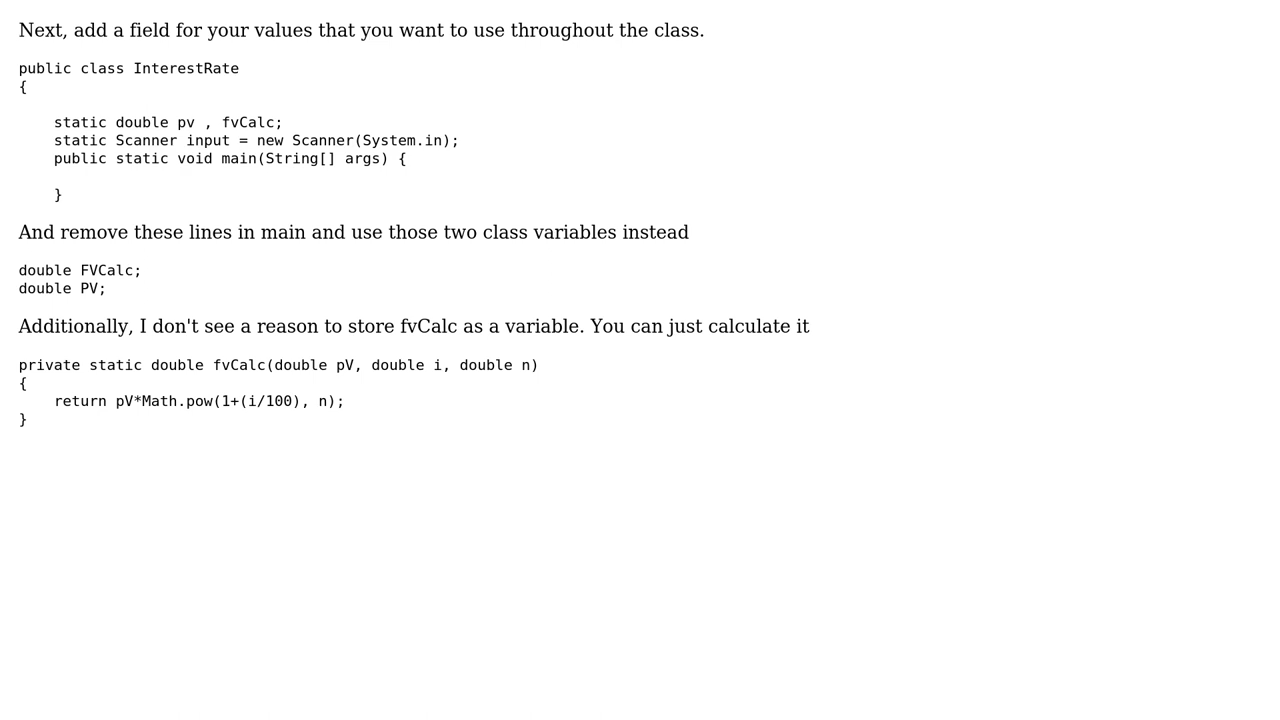 Next, add a field for your values that you want to use throughout the class.
public class InterestRate
{
    static double pv , fvCalc;
    static Scanner input = new Scanner(System.in);
    public static void main(String[] args) {
    }
And remove these lines in main and use those two class variables instead
double FVCalc;
double PV;
Additionally, I don't see a reason to store fvCalc as a variable. You can just calculate it
private static double fvCalc(double pV, double i, double n)
{
    return pV*Math.pow(1+(i/100), n);
}